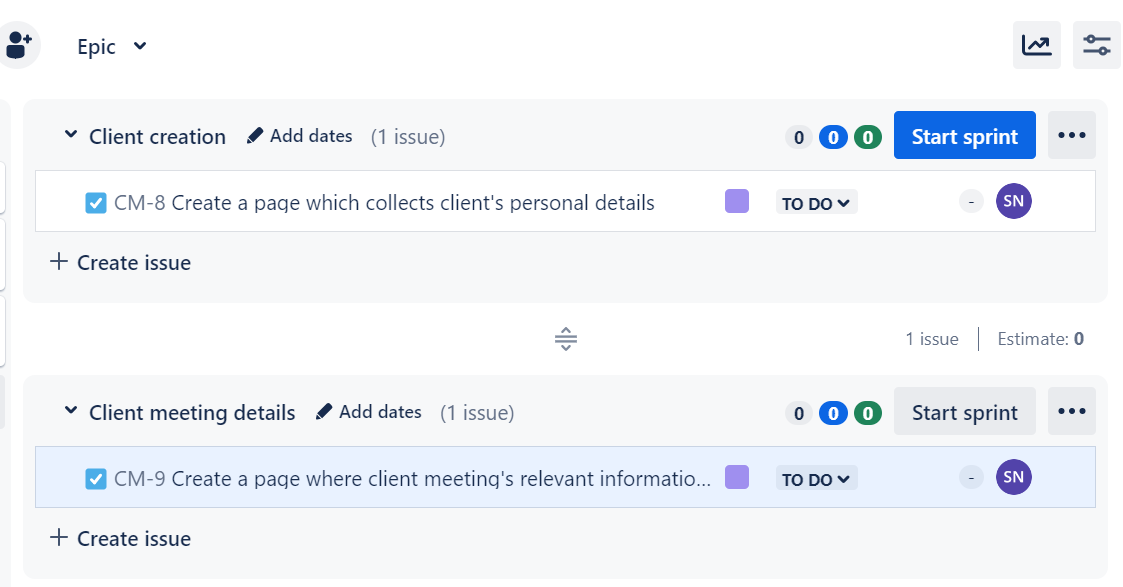 Epic
Client creation Add dates (1 issue) 0 0 0 Start sprint
CM-8 Create a page which collects client's personal details TO DO - SN
Create issue
1 issue Estimate: 0
Client meeting details Add dates (1 issue) 0 0 0 Start sprint
CM-9 Create a page where client meeting's relevant informatio... TO DO - SN
Create issue